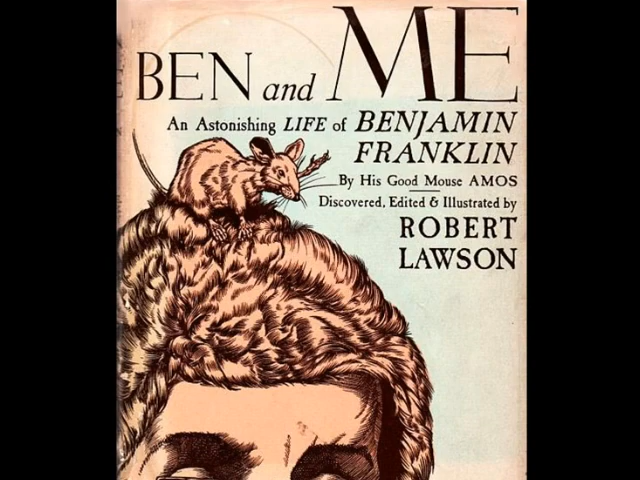 BEN and ME
An Astonishing LIFE of BENJAMIN
FRANKLIN
By His Good Mouse AMOS
Discovered, Edited & Illustrated by
ROBERT
LAWSON